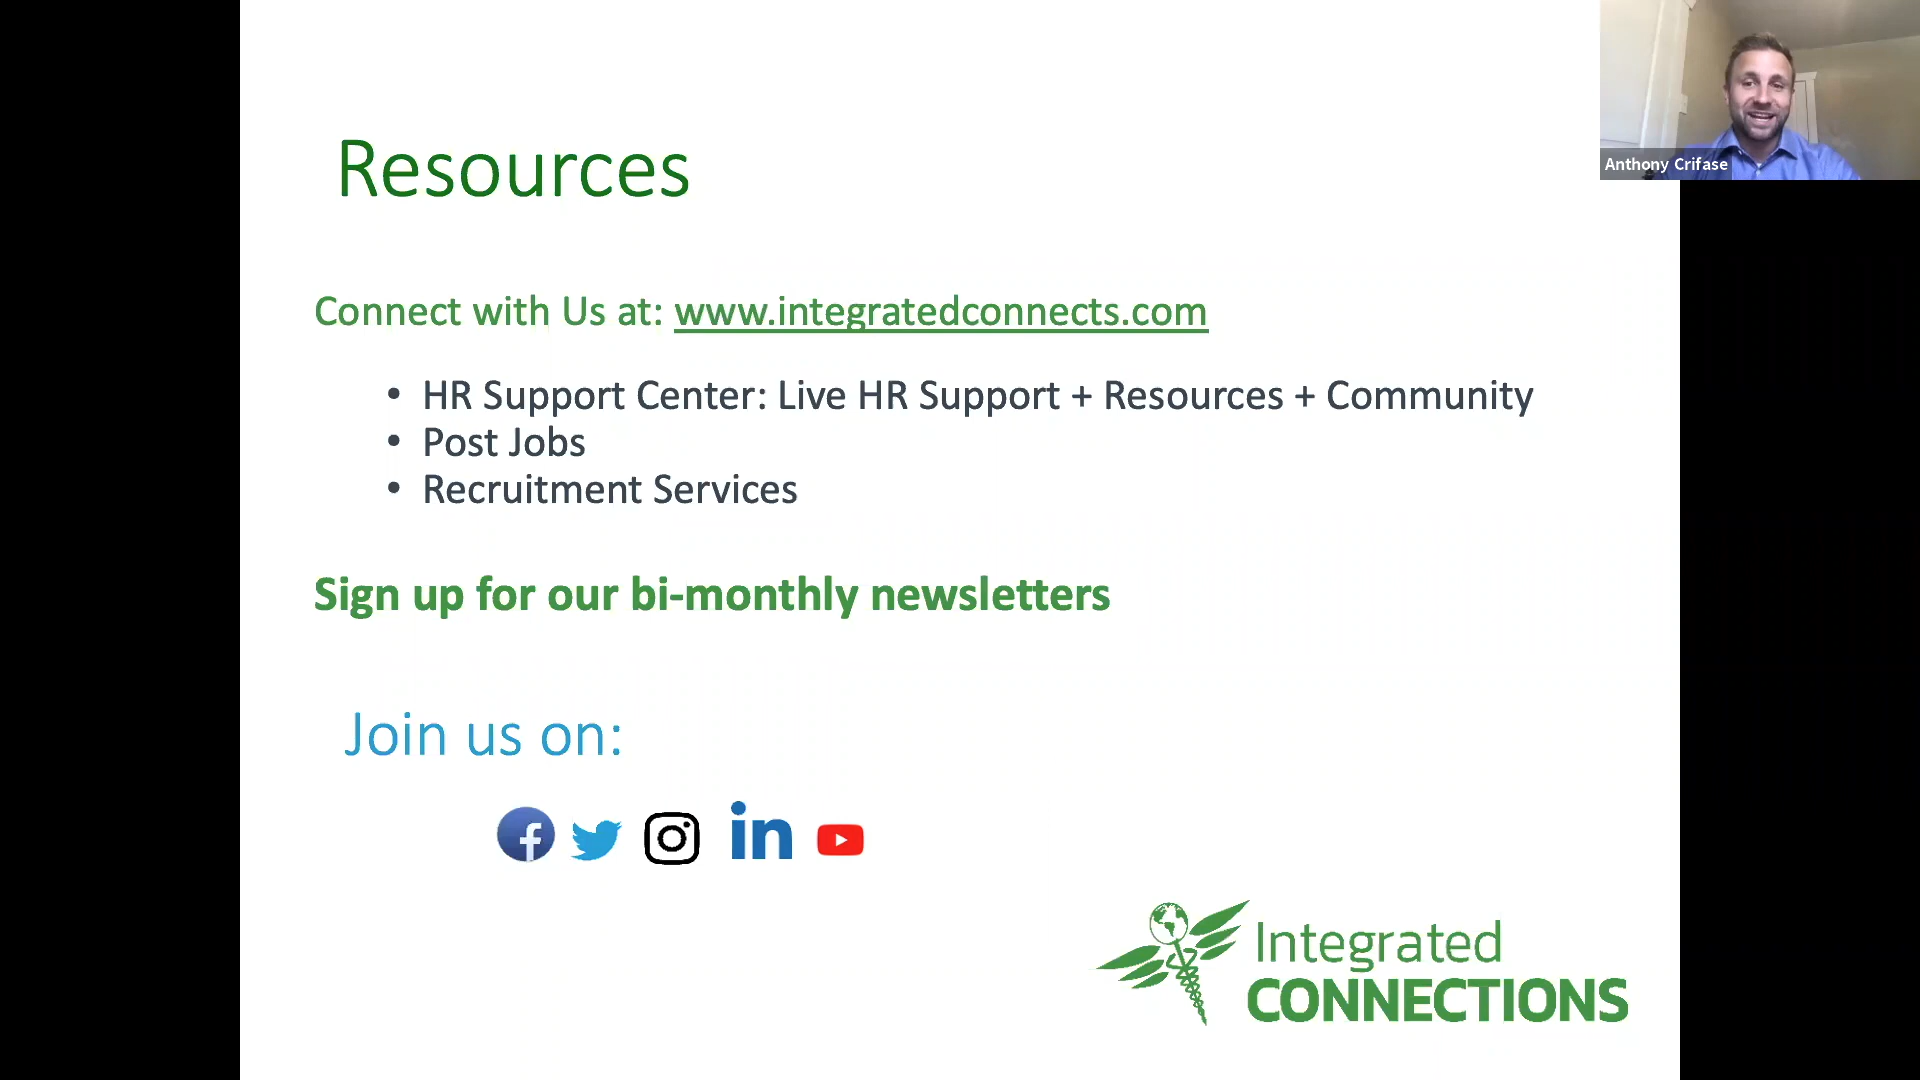 Resources
Anthony Crifase
Connect with Us at: www.integratedconnects.com
• HR Support Center: Live HR Support + Resources + Community
• Post Jobs
• Recruitment Services
Sign up for our bi-monthly newsletters
Join us on:
f
in
Integrated
CONNECTIONS